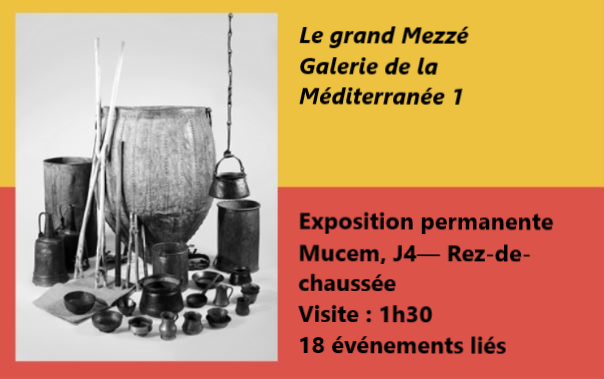 Le grand Mezzé
Galerie de la
Méditerranée 1
Exposition permanente
Mucem, J4— Rez-de-
chaussée
Visite : 1h30
18 événements liés